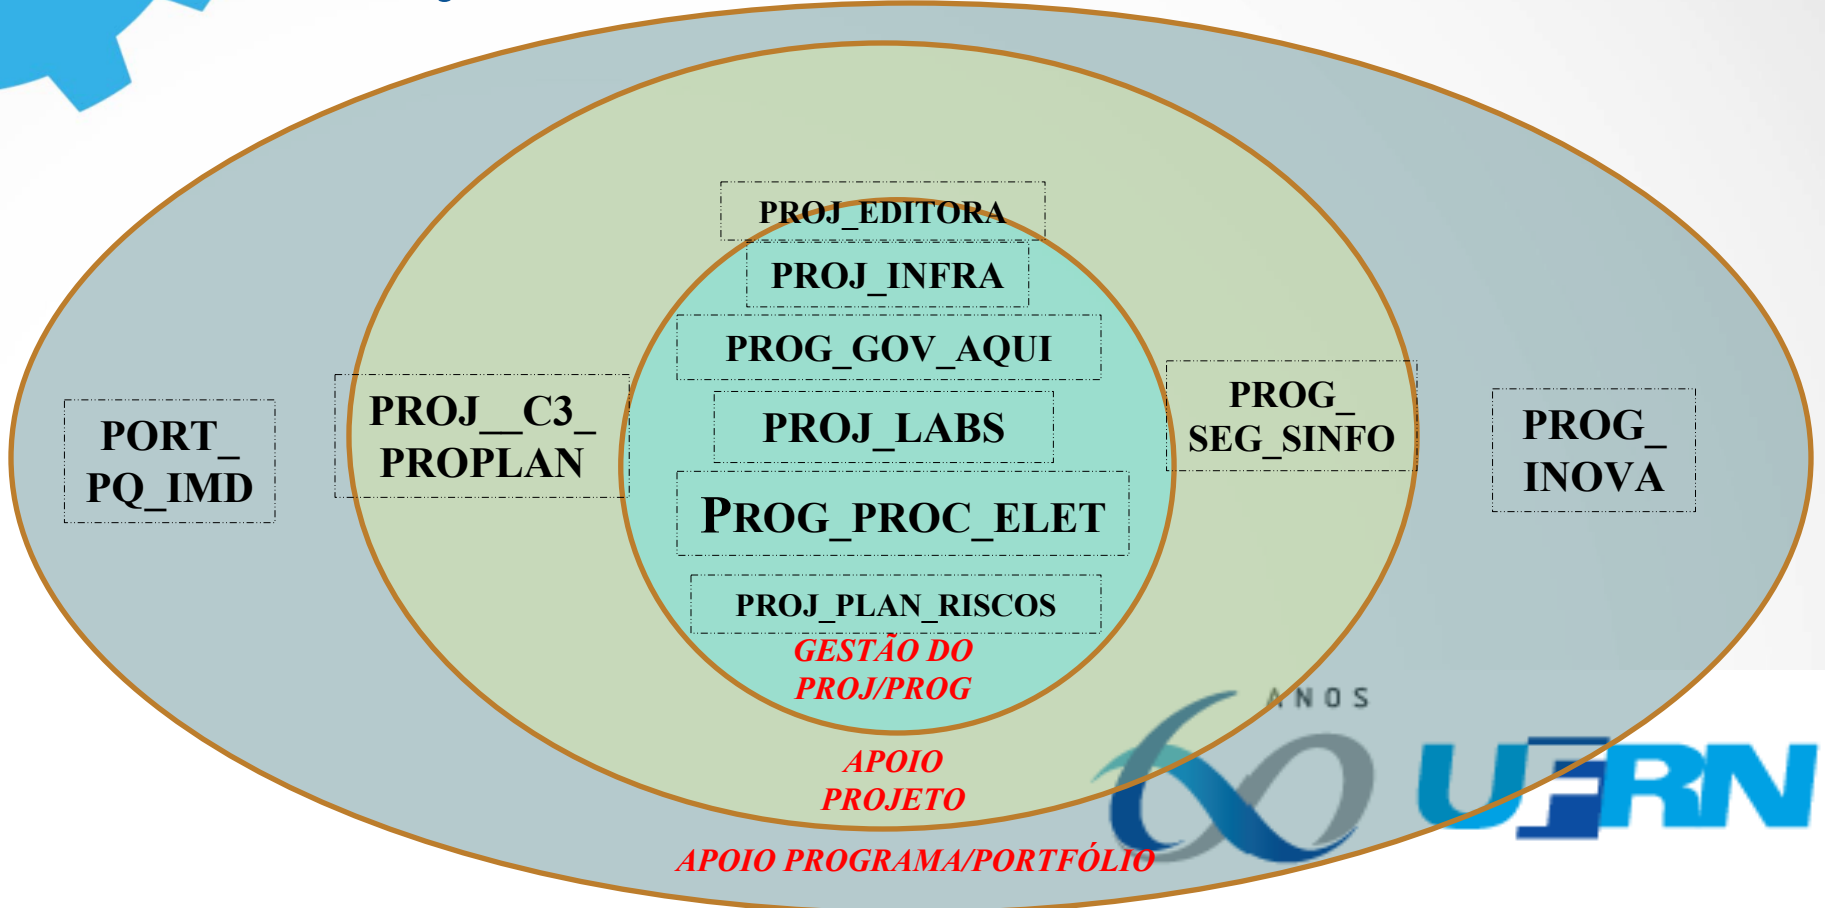 PROJ_EDITORA
PROJ_INFRA
PROG_GOV_AQUI
PROJ_LABS
PROG_PROC_ELET
PROJ_PLAN_RISCOS
GESTÃO DO
PROJ/PROG
PORT_
PQ_IMD
PROJ__C3_
PROPLAN
PROG_
SEG_SINFO
PROG_
INOVA
APOIO
PROJETO
APOIO PROGRAMA/PORTFÓLIO
ANOS
60
UFRN